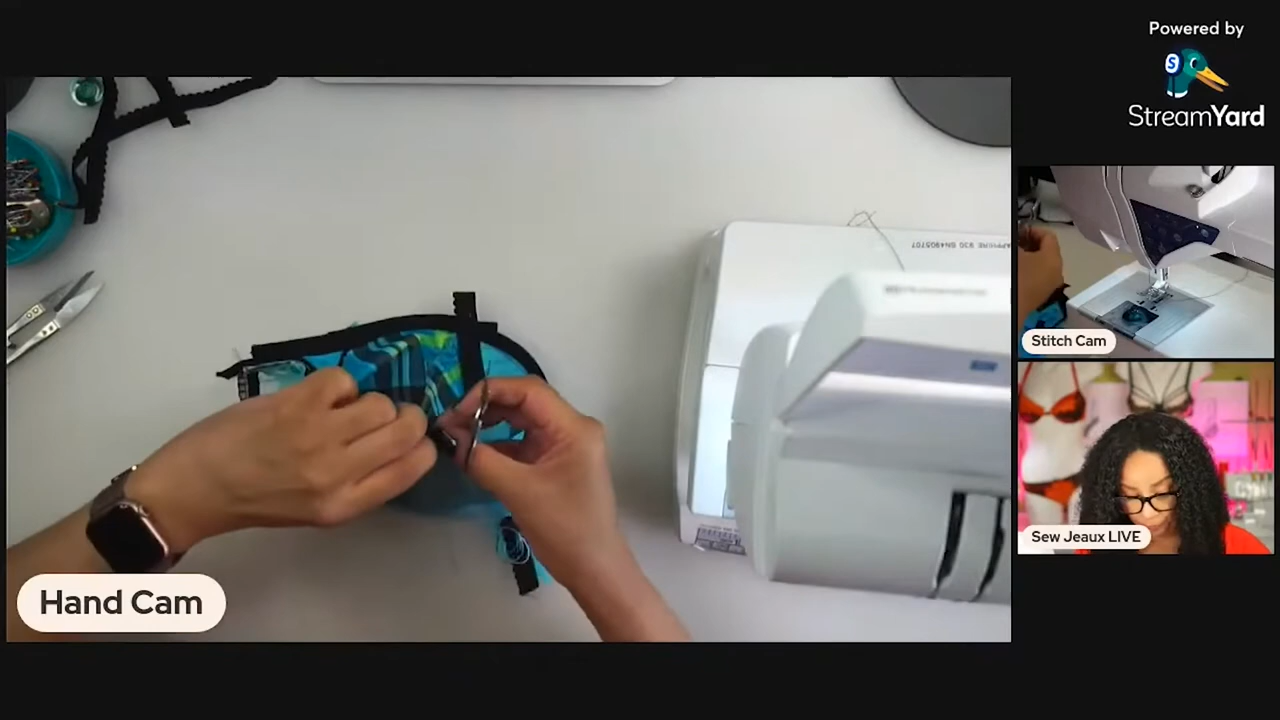 Powered by
StreamYard
Stitch Cam
Sew Jeaux LIVE
Hand Cam